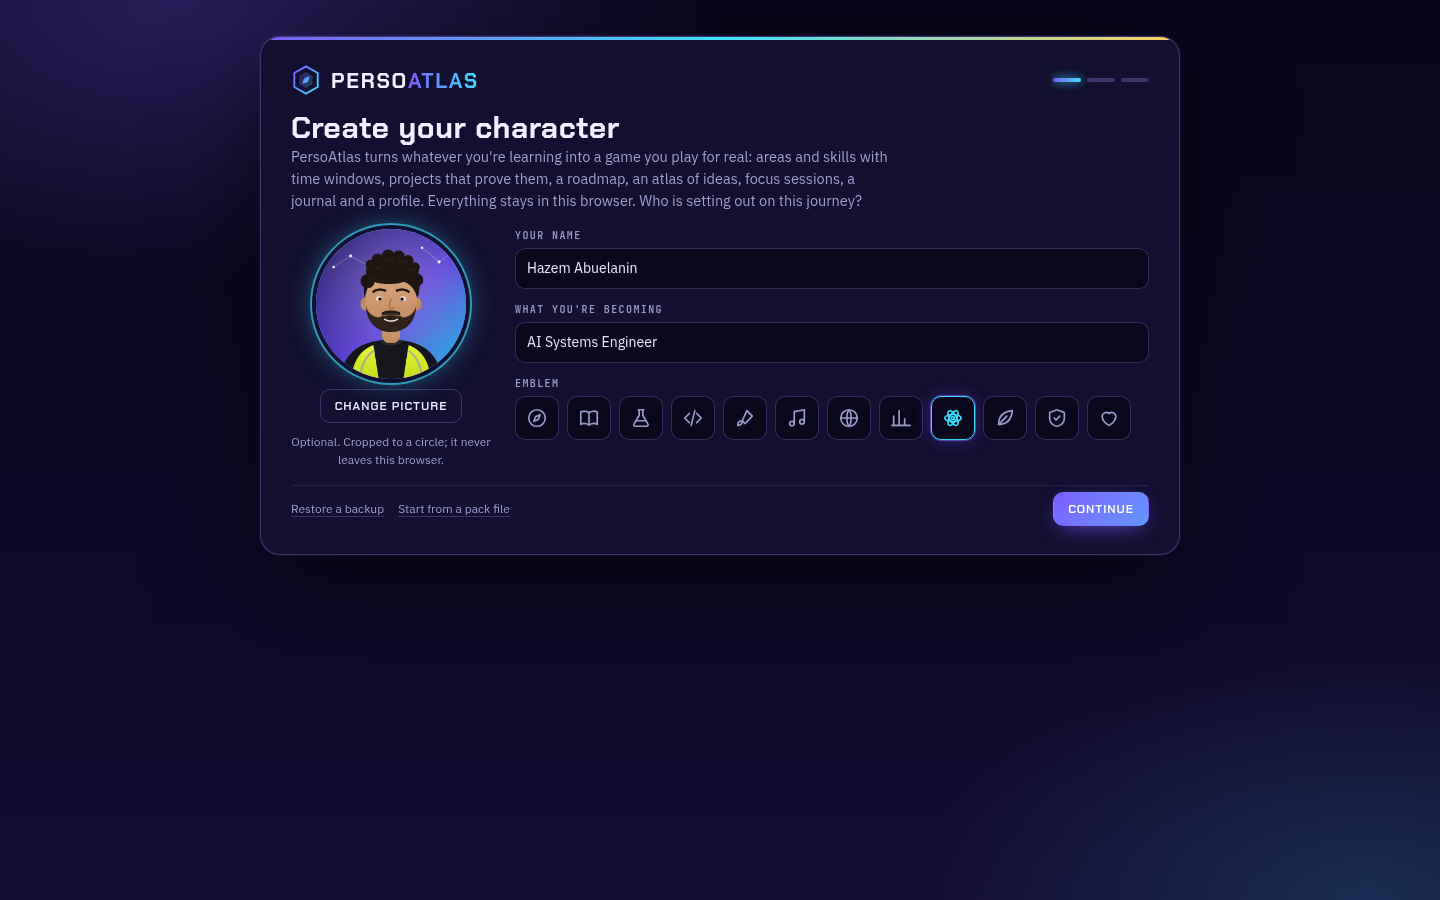 PERSOATLAS
Create your character
PersoAtlas turns whatever you're learning into a game you play for real: areas and skills with
time windows, projects that prove them, a roadmap, an atlas of ideas, focus sessions, a
journal and a profile. Everything stays in this browser. Who is setting out on this journey?
CHANGE PICTURE
Optional. Cropped to a circle; it never
leaves this browser.
YOUR NAME
Hazem Abuelanin
WHAT YOU'RE BECOMING
AI Systems Engineer
EMBLEM
Restore a backup
Start from a pack file
CONTINUE